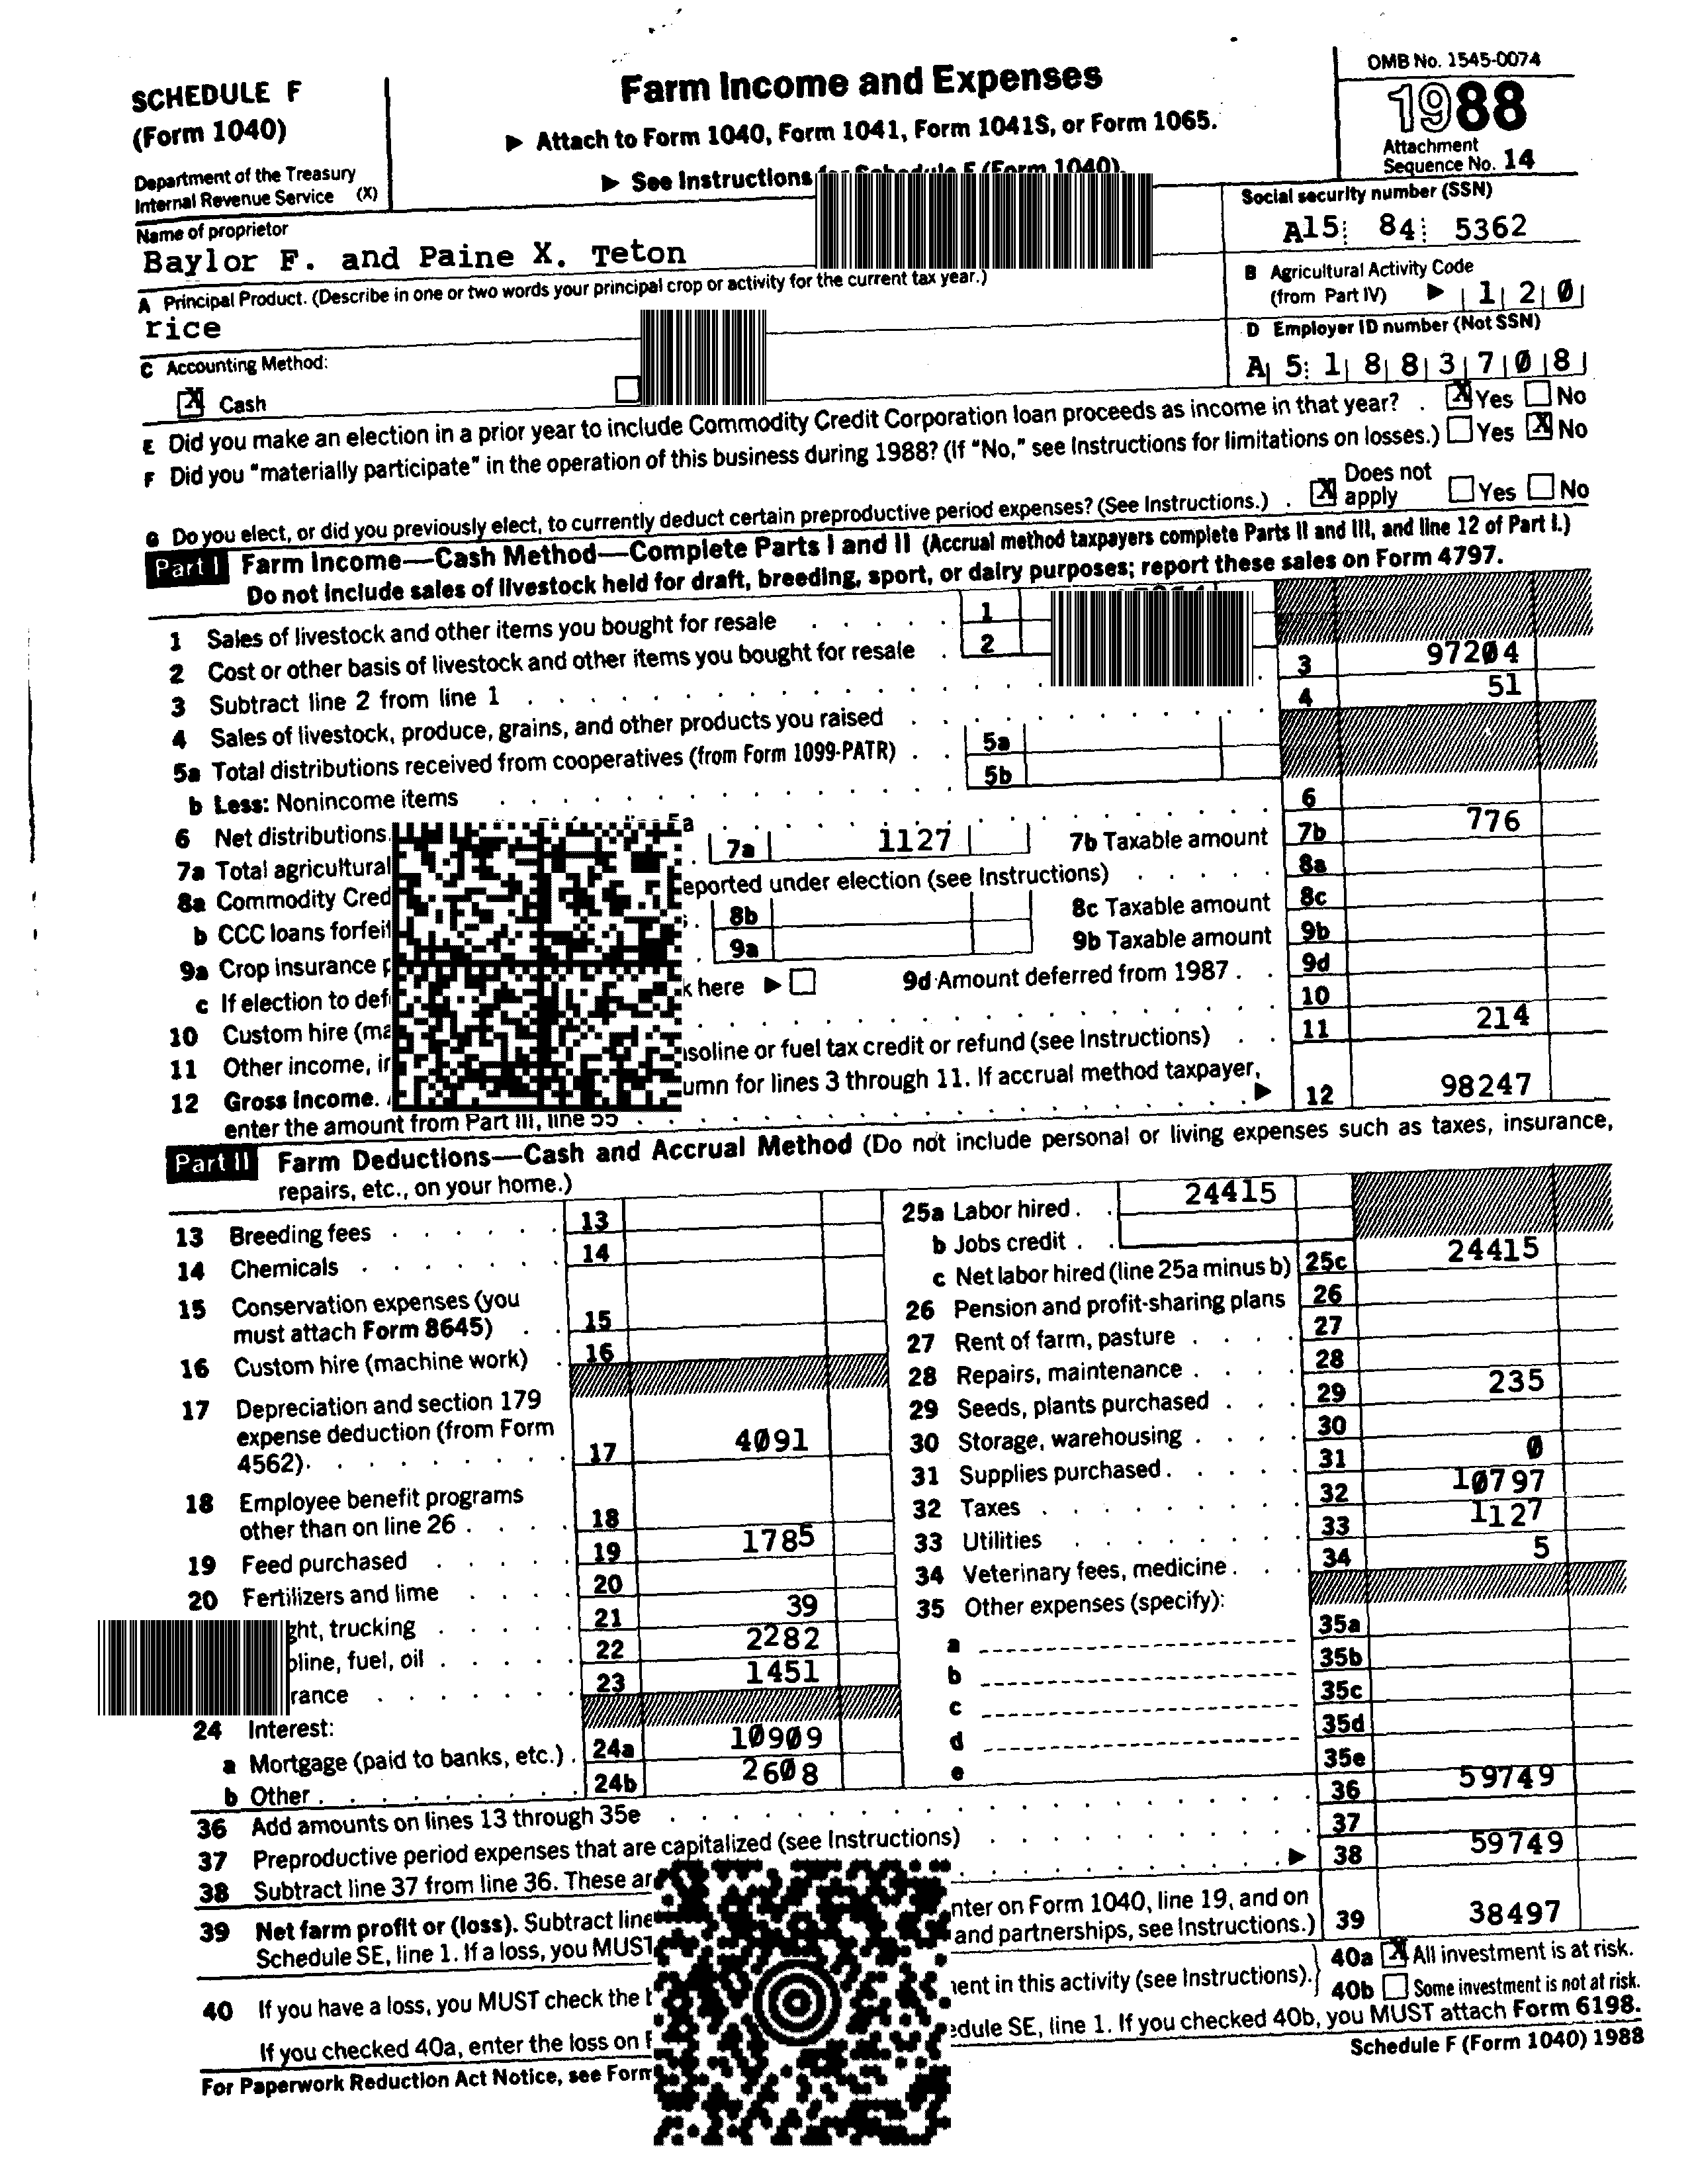 SCHEDULE F
(Form 1040)
Department of the Treasury
Internal Revenue Service (X)
Farm Income and Expenses
▶ Attach to Form 1040, Form 1041, Form 1041S, or Form 1065.
▶ See Instructions for Schedule F (Form 1040).
OMB No. 1545-0074
1988
Attachment
Sequence No. 14
Name of proprietor
Baylor F. and Paine X. Teton
Social security number (SSN)
A15 84 5362
A Principal Product. (Describe in one or two words your principal crop or activity for the current tax year.)
rice
B Agricultural Activity Code
(from Part IV) ▶ 1 2 0
C Accounting Method:
X Cash
D Employer ID number (Not SSN)
A 5 1 8 8 3 7 0 8
E Did you make an election in a prior year to include Commodity Credit Corporation loan proceeds as income in that year? . X Yes No
F Did you "materially participate" in the operation of this business during 1988? (If "No," see Instructions for limitations on losses.) Yes X No
G Do you elect, or did you previously elect, to currently deduct certain preproductive period expenses? (See Instructions.) . X Does not apply Yes No
Part I Farm Income—Cash Method—Complete Parts I and II (Accrual method taxpayers complete Parts II and III, and line 12 of Part I.)
Do not include sales of livestock held for draft, breeding, sport, or dairy purposes; report these sales on Form 4797.
1 Sales of livestock and other items you bought for resale 1
2 Cost or other basis of livestock and other items you bought for resale 2
3 Subtract line 2 from line 1 3 97204
4 Sales of livestock, produce, grains, and other products you raised 4 51
5a Total distributions received from cooperatives (from Form 1099-PATR) 5a
b Less: Nonincome items 5b
6 Net distributions. 5a 6
7a Total agricultural 7a 1127 7b Taxable amount 7b 776
8a Commodity Cred eported under election (see Instructions) 8a
b CCC loans forfeit 8b 8c Taxable amount 8c
9a Crop insurance 9a 9b Taxable amount 9b
c If election to def k here ▶ 9d Amount deferred from 1987 9d
10 Custom hire (ma 10
11 Other income, in soline or fuel tax credit or refund (see Instructions) 11 214
12 Gross Income. umn for lines 3 through 11. If accrual method taxpayer,
enter the amount from Part III, line 55 ▶ 12 98247
Part II Farm Deductions—Cash and Accrual Method (Do not include personal or living expenses such as taxes, insurance,
repairs, etc., on your home.)
13 Breeding fees 13
14 Chemicals 14
15 Conservation expenses (you
must attach Form 8645) 15
16 Custom hire (machine work) 16
17 Depreciation and section 179
expense deduction (from Form
4562) 17 4091
18 Employee benefit programs
other than on line 26 18
19 Feed purchased 19 1785
20 Fertilizers and lime 20
ght, trucking 21 39
oline, fuel, oil 22 2282
rance 23 1451
24 Interest:
a Mortgage (paid to banks, etc.) 24a 10909
b Other 24b 2608
25a Labor hired 24415
b Jobs credit
c Net labor hired (line 25a minus b) 25c 24415
26 Pension and profit-sharing plans 26
27 Rent of farm, pasture 27
28 Repairs, maintenance 28
29 Seeds, plants purchased 29 235
30 Storage, warehousing 30
31 Supplies purchased 31 0
32 Taxes 32 10797
33 Utilities 33 1127
34 Veterinary fees, medicine 34 5
35 Other expenses (specify):
a 35a
b 35b
c 35c
d 35d
e 35e
36 Add amounts on lines 13 through 35e 36 59749
37 Preproductive period expenses that are capitalized (see Instructions) 37
38 Subtract line 37 from line 36. These ar ▶ 38 59749
39 Net farm profit or (loss). Subtract line nter on Form 1040, line 19, and on
Schedule SE, line 1. If a loss, you MUST and partnerships, see Instructions.) 39 38497
40 If you have a loss, you MUST check the ent in this activity (see Instructions). 40a X All investment is at risk.
40b Some investment is not at risk.
If you checked 40a, enter the loss on edule SE, line 1. If you checked 40b, you MUST attach Form 6198.
For Paperwork Reduction Act Notice, see Form
Schedule F (Form 1040) 1988